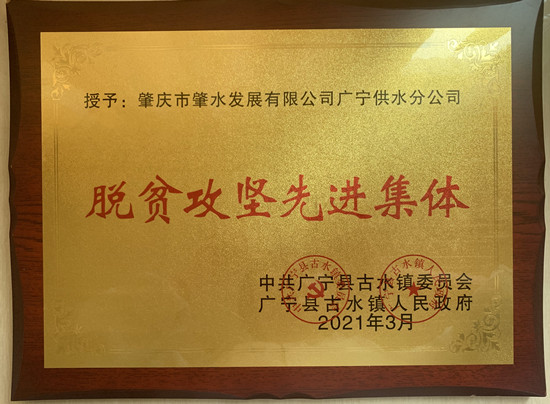 授予：肇庆市肇水发展有限公司广宁供水分公司
脱贫攻坚先进集体
中共广宁县古水镇委员会
广宁县古水镇人民政府
2021年3月